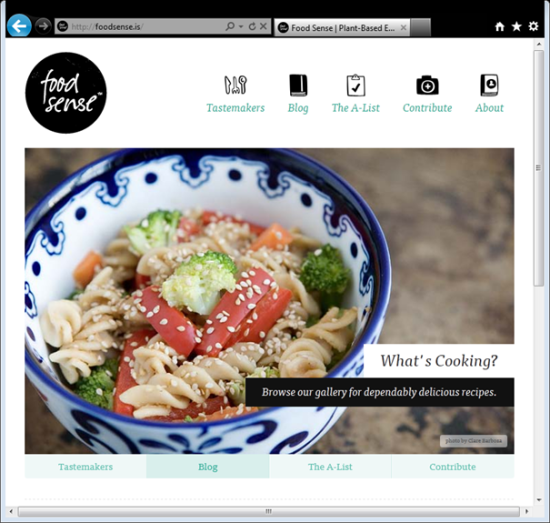 http://foodsense.is/
Food Sense | Plant-Based E...
food
sense
Tastemakers
Blog
The A-List
Contribute
About
What's Cooking?
Browse our gallery for dependably delicious recipes.
photo by Clare Barboza
Tastemakers
Blog
The A-List
Contribute